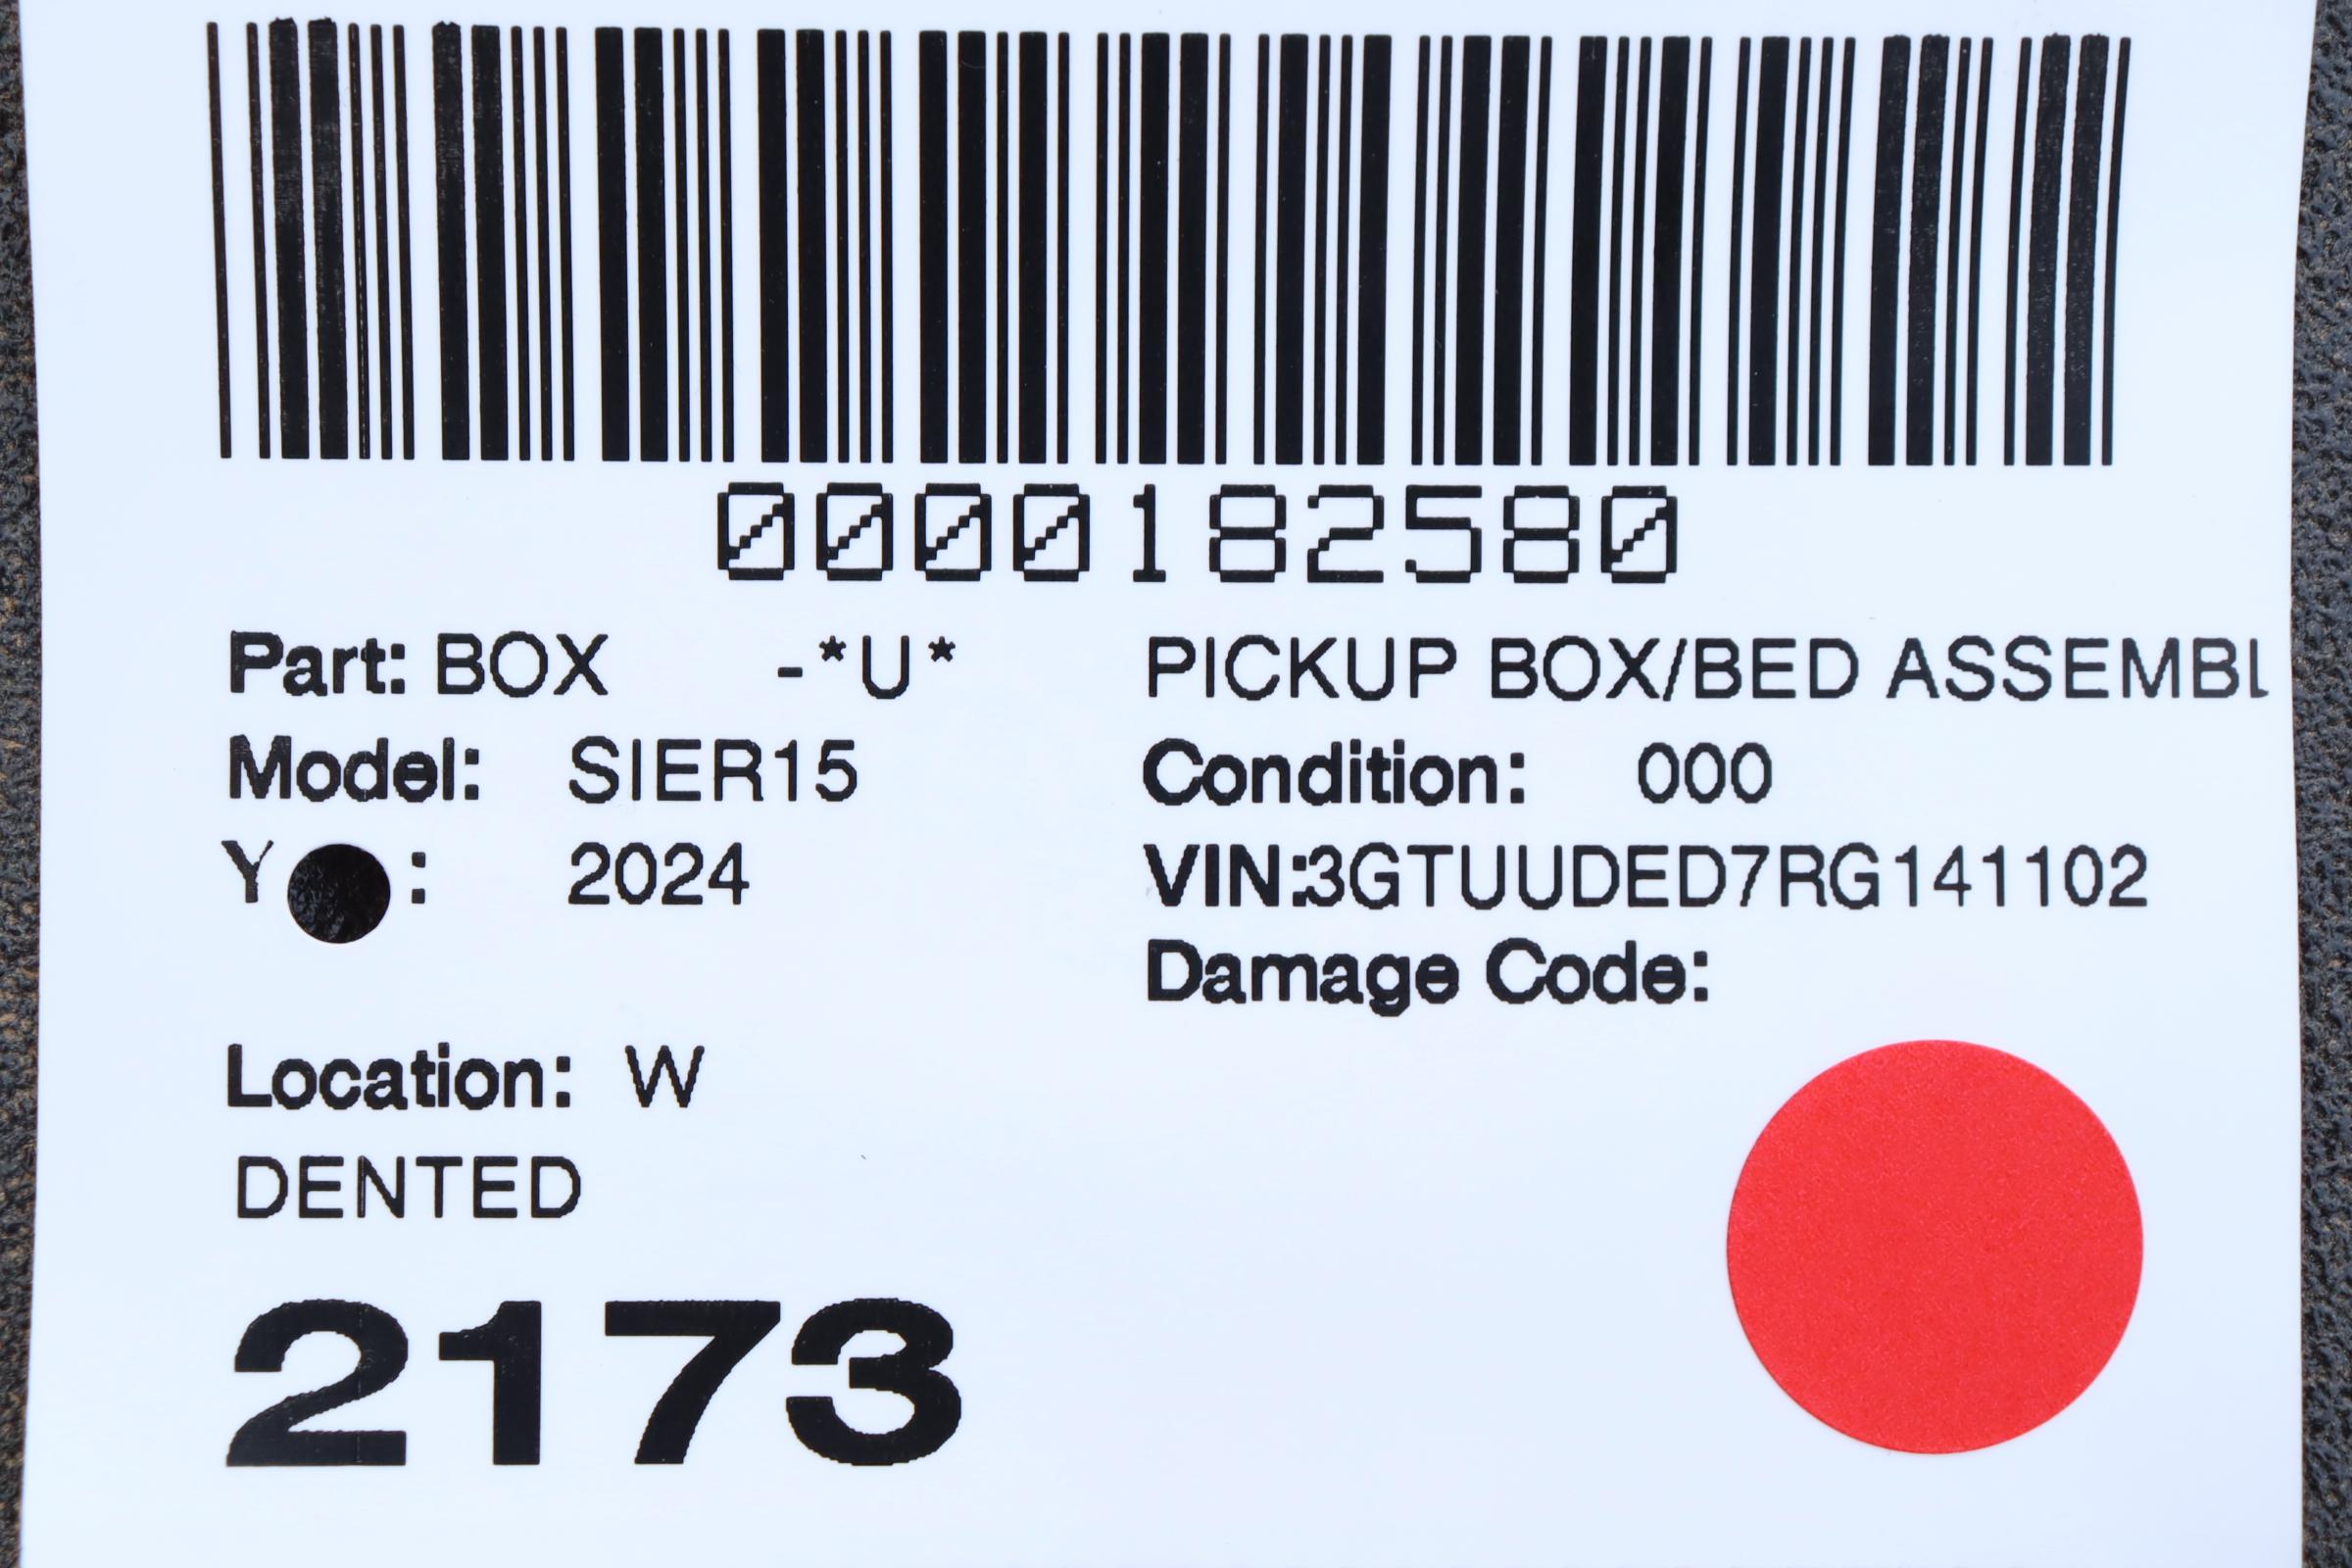 0000182580
Part: BOX -*U* PICKUP BOX/BED ASSEMBL
Model: SIER15 Condition: 000
Y : 2024 VIN:3GTUUDED7RG141102
Damage Code:
Location: W
DENTED
2173